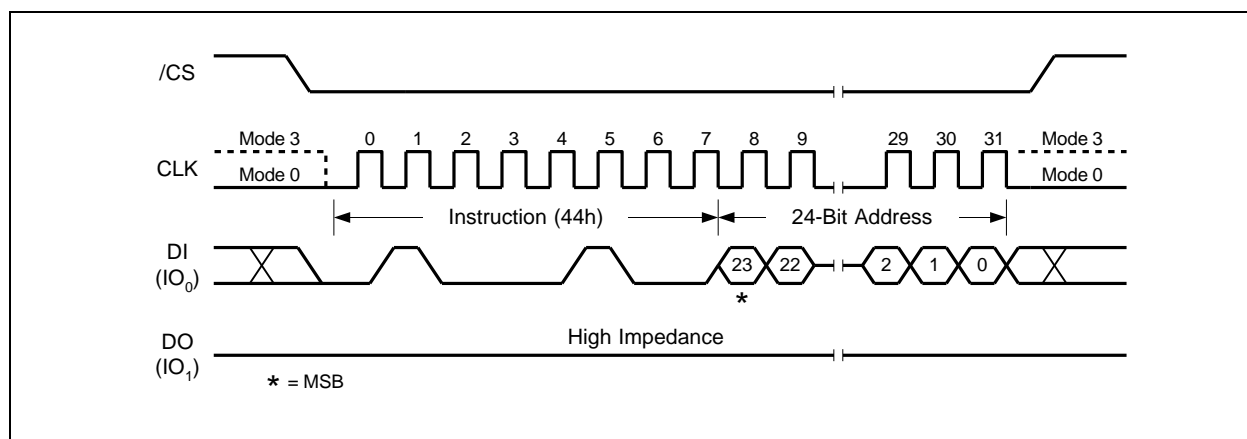 /CS
Mode 3 0 1 2 3 4 5 6 7 8 9 29 30 31 Mode 3
CLK
Mode 0 Mode 0
Instruction (44h) 24-Bit Address
DI
(IO0) 23 22 2 1 0
*
High Impedance
DO
(IO1)
* = MSB